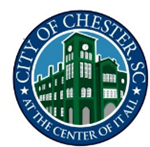 CITY OF CHESTER, SC
AT THE CENTER OF IT ALL